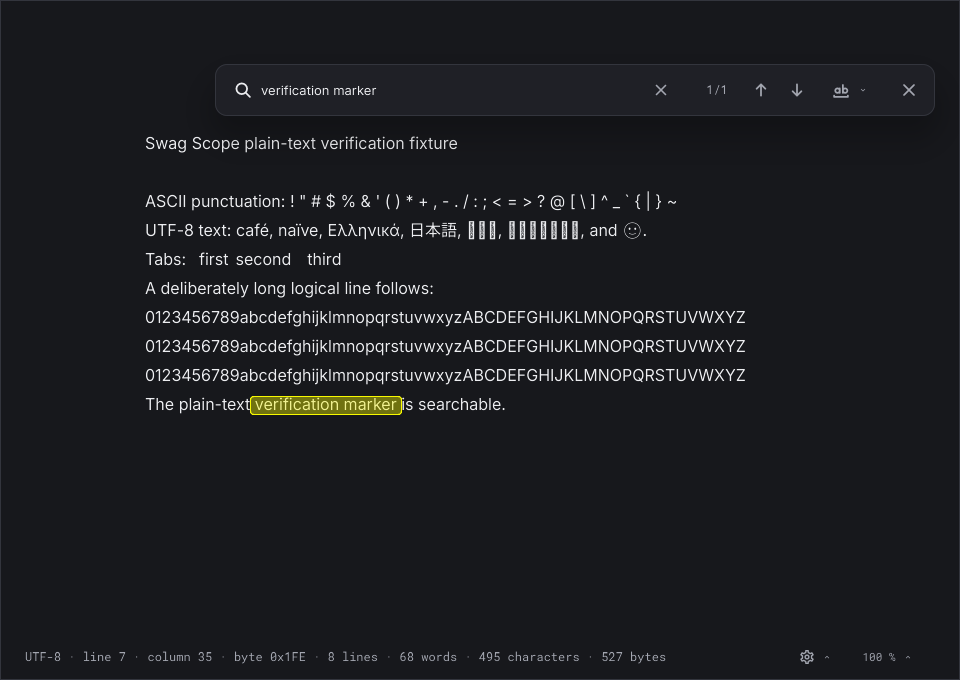 verification marker
1/1
ab
Swag Scope plain-text verification fixture
ASCII punctuation: ! " # $ % & ' ( ) * + , - . / : ; < = > ? @ [ \ ] ^ _ ` { | } ~
UTF-8 text: café, naïve, Ελληνικά, 日本語, , , and ☺.
Tabs: first second third
A deliberately long logical line follows:
0123456789abcdefghijklmnopqrstuvwxyzABCDEFGHIJKLMNOPQRSTUVWXYZ
0123456789abcdefghijklmnopqrstuvwxyzABCDEFGHIJKLMNOPQRSTUVWXYZ
0123456789abcdefghijklmnopqrstuvwxyzABCDEFGHIJKLMNOPQRSTUVWXYZ
The plain-text verification marker is searchable.
UTF-8 · line 7 · column 35 · byte 0x1FE · 8 lines · 68 words · 495 characters · 527 bytes
100 %